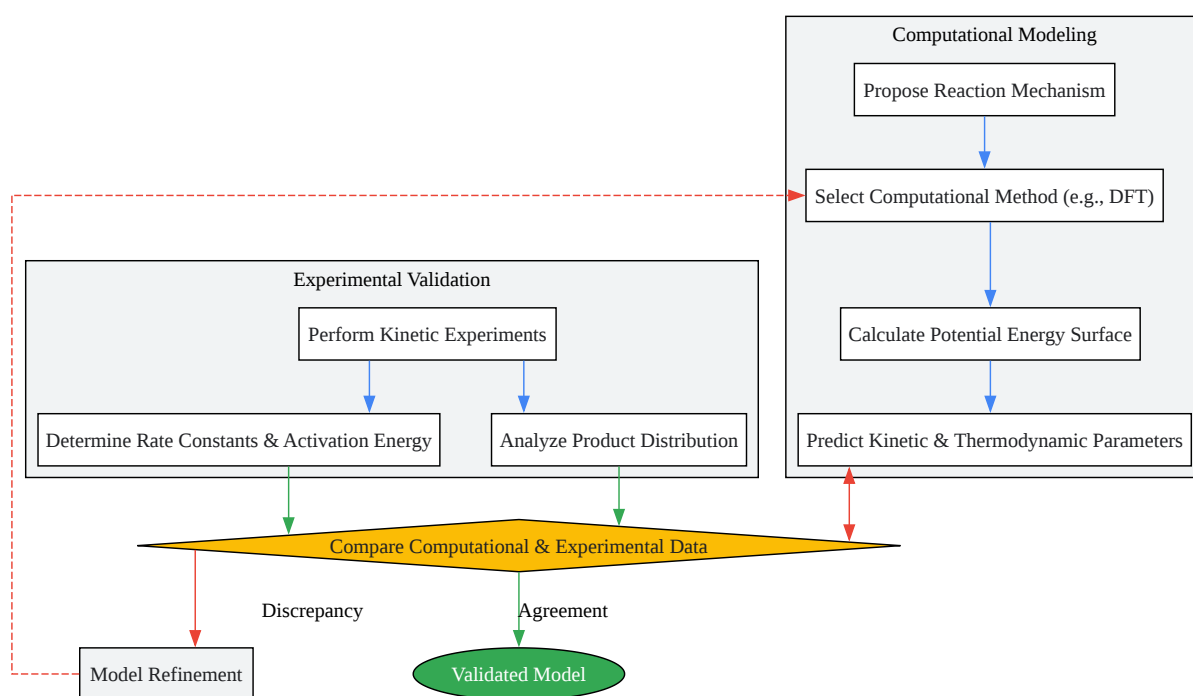 Computational Modeling
Propose Reaction Mechanism
Select Computational Method (e.g., DFT)
Experimental Validation
Perform Kinetic Experiments
Calculate Potential Energy Surface
Determine Rate Constants & Activation Energy
Analyze Product Distribution
Predict Kinetic & Thermodynamic Parameters
Compare Computational & Experimental Data
Discrepancy
Agreement
Model Refinement
Validated Model